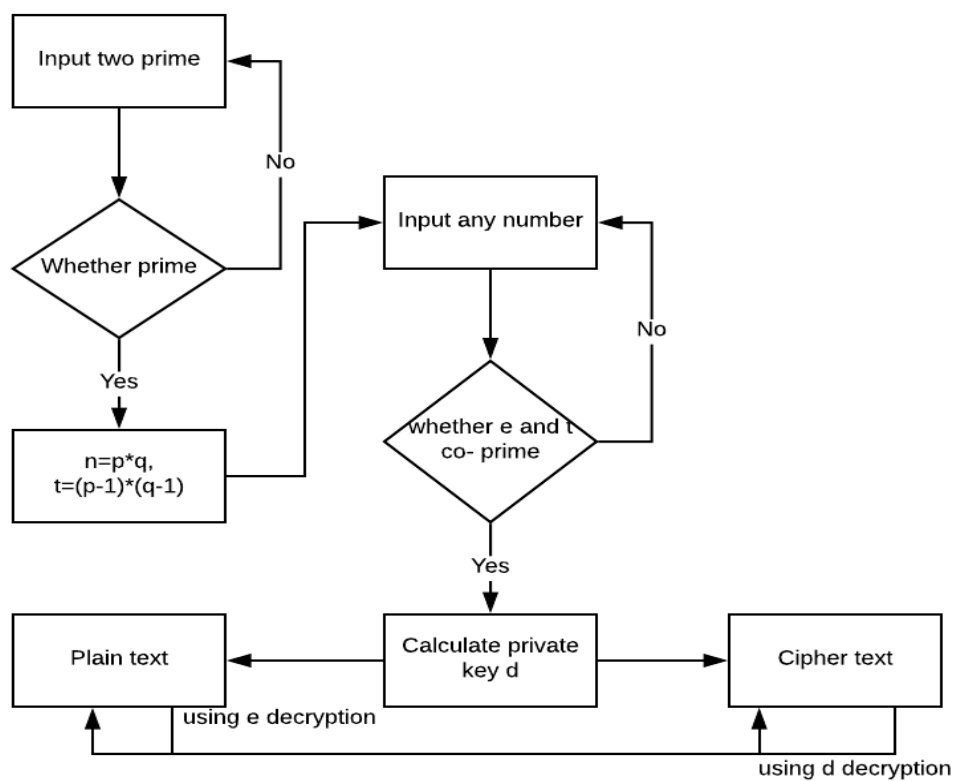 Input two prime
No
Whether prime
Yes
n=p*q,
t=(p-1)*(q-1)
Input any number
No
whether e and t
co- prime
Yes
Calculate private
key d
Plain text
Cipher text
using e decryption
using d decryption